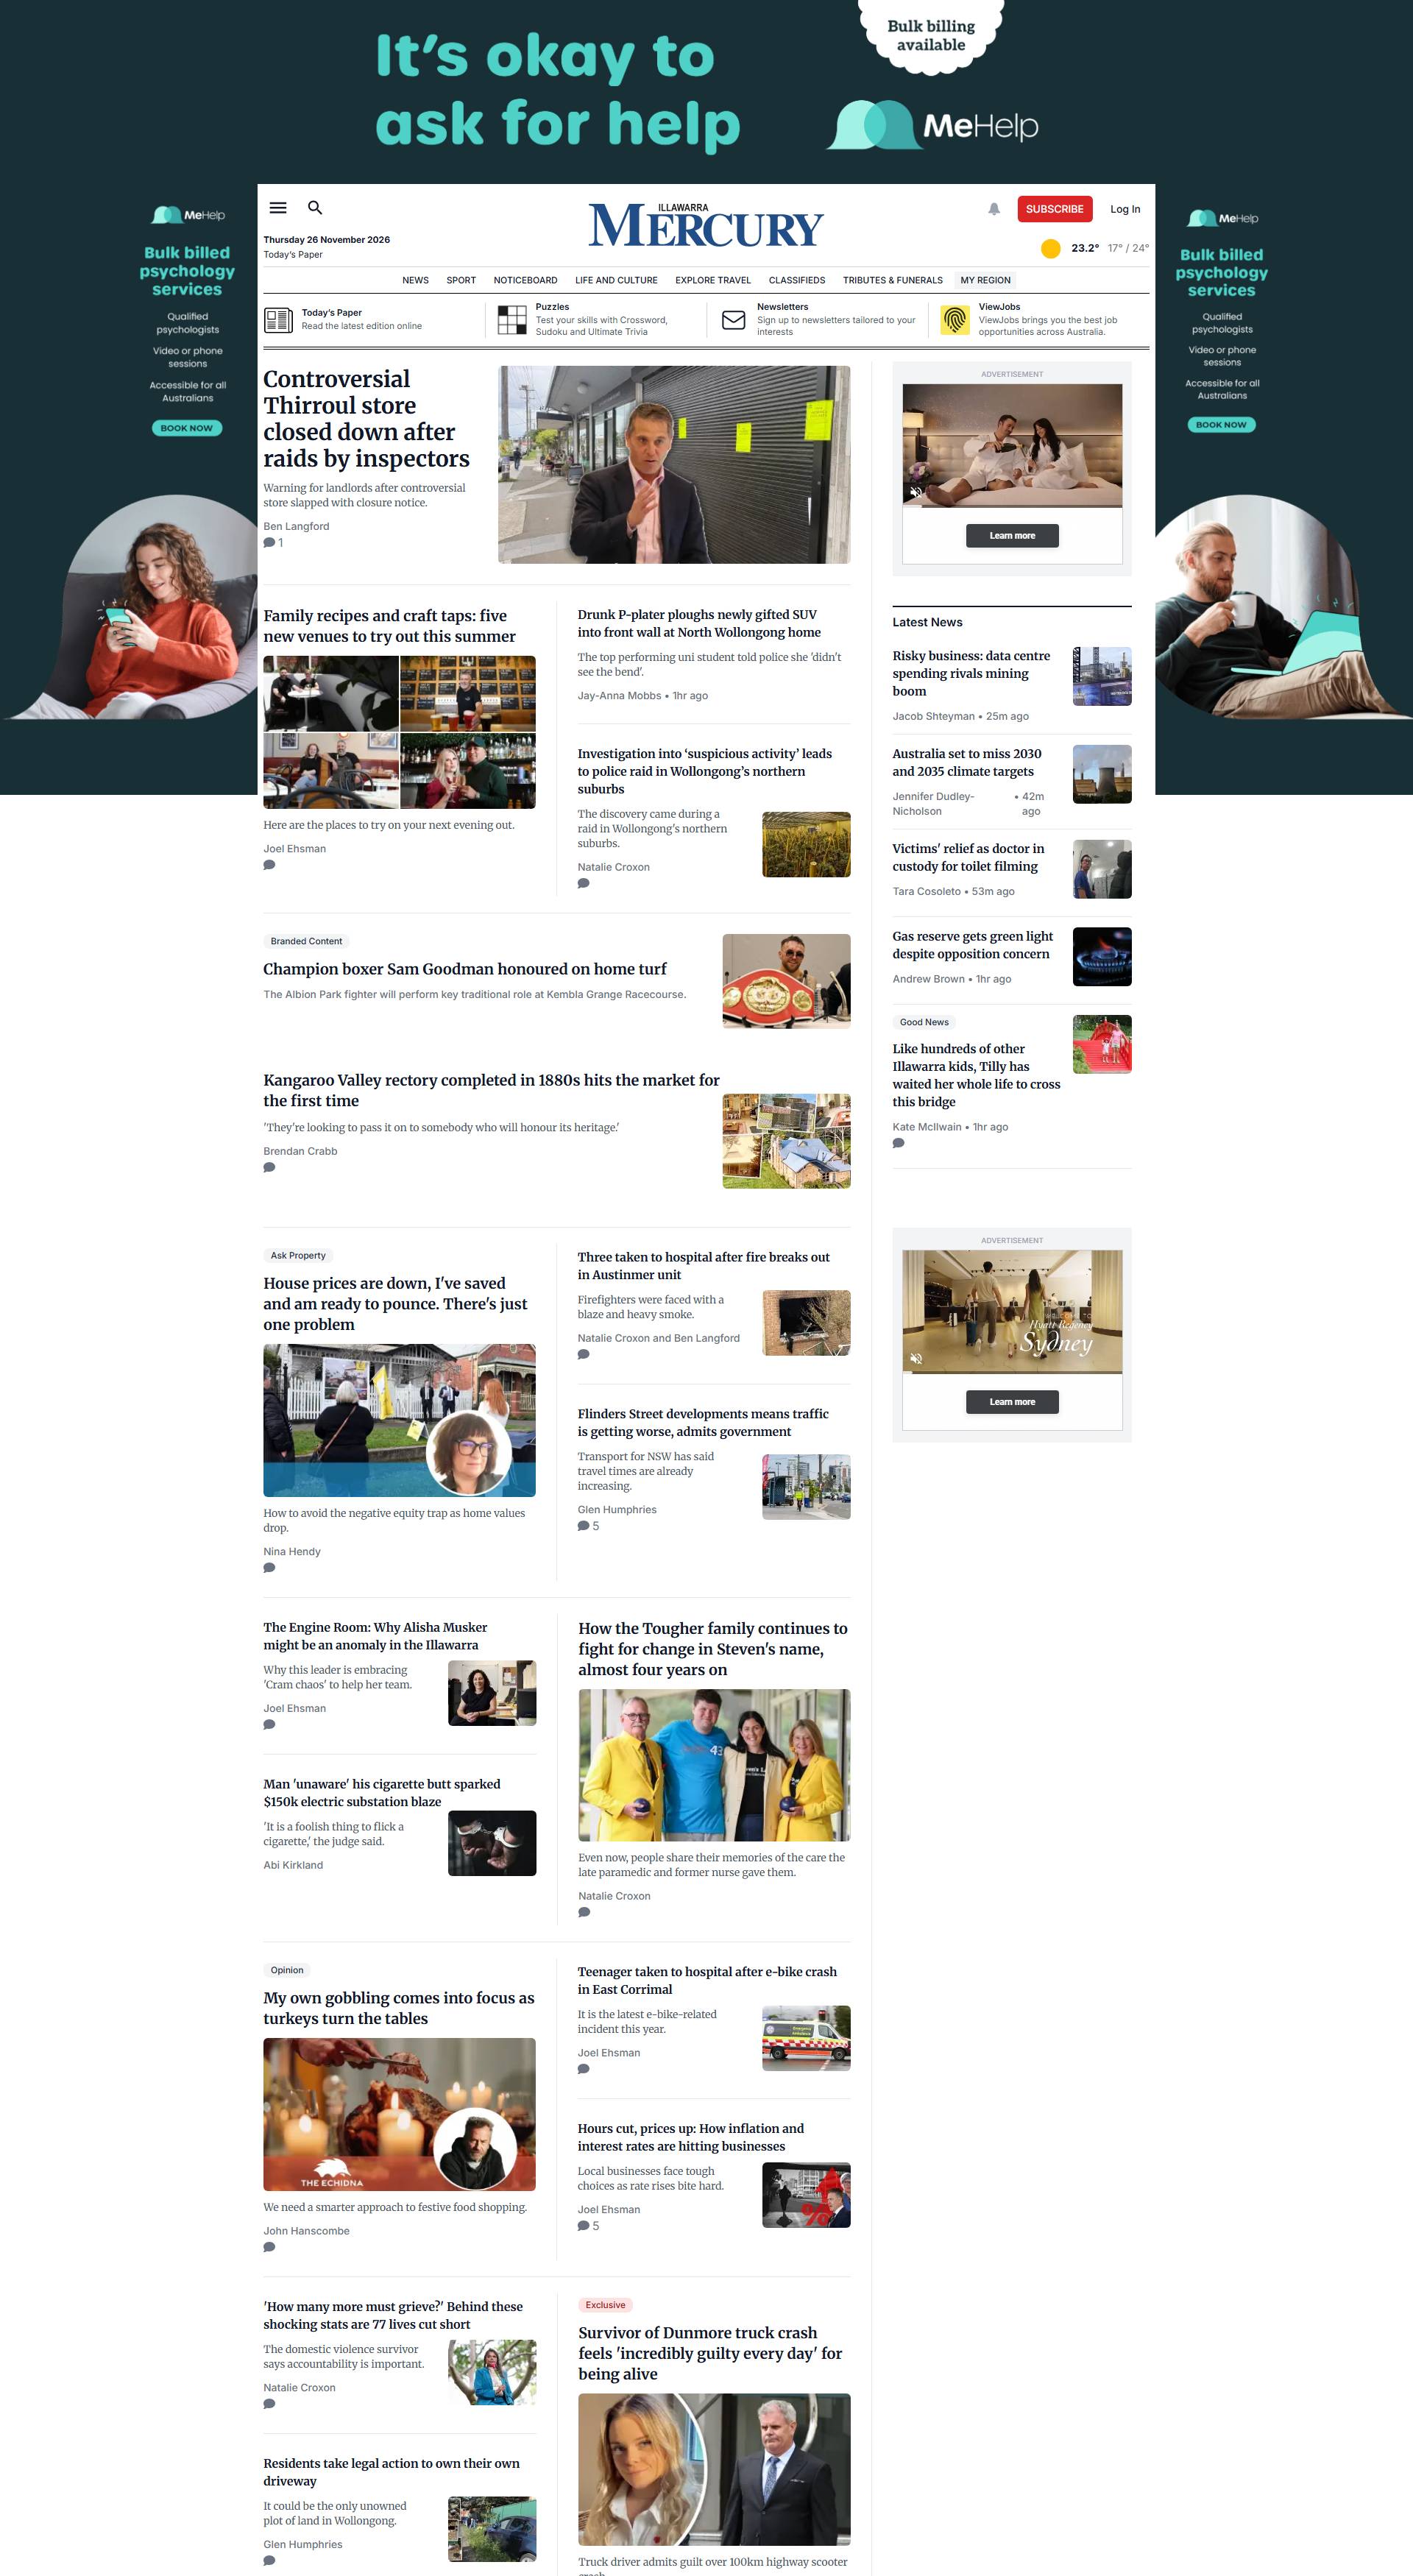 It's okay to
ask for help
Bulk billing
available
MeHelp
MeHelp
Bulk billed
psychology
services
Qualified
psychologists
Video or phone
sessions
Accessible for all
Australians
BOOK NOW
MeHelp
Bulk billed
psychology
services
Qualified
psychologists
Video or phone
sessions
Accessible for all
Australians
BOOK NOW
ILLAWARRA
MERCURY
SUBSCRIBE
Log In
Thursday 26 November 2026
Today's Paper
23.2° 17° / 24°
NEWS SPORT NOTICEBOARD LIFE AND CULTURE EXPLORE TRAVEL CLASSIFIEDS TRIBUTES & FUNERALS MY REGION
Today's Paper
Read the latest edition online
Puzzles
Test your skills with Crossword,
Sudoku and Ultimate Trivia
Newsletters
Sign up to newsletters tailored to your
interests
ViewJobs
ViewJobs brings you the best job
opportunities across Australia.
Controversial
Thirroul store
closed down after
raids by inspectors
Warning for landlords after controversial
store slapped with closure notice.
Ben Langford
1
Family recipes and craft taps: five
new venues to try out this summer
Here are the places to try on your next evening out.
Joel Ehsman
Drunk P-plater ploughs newly gifted SUV
into front wall at North Wollongong home
The top performing uni student told police she 'didn't
see the bend'.
Jay-Anna Mobbs • 1hr ago
Investigation into ‘suspicious activity’ leads
to police raid in Wollongong’s northern
suburbs
The discovery came during a
raid in Wollongong's northern
suburbs.
Natalie Croxon
Branded Content
Champion boxer Sam Goodman honoured on home turf
The Albion Park fighter will perform key traditional role at Kembla Grange Racecourse.
Kangaroo Valley rectory completed in 1880s hits the market for
the first time
'They're looking to pass it on to somebody who will honour its heritage.'
Brendan Crabb
Ask Property
House prices are down, I've saved
and am ready to pounce. There's just
one problem
How to avoid the negative equity trap as home values
drop.
Nina Hendy
Three taken to hospital after fire breaks out
in Austinmer unit
Firefighters were faced with a
blaze and heavy smoke.
Natalie Croxon and Ben Langford
Flinders Street developments means traffic
is getting worse, admits government
Transport for NSW has said
travel times are already
increasing.
Glen Humphries
5
The Engine Room: Why Alisha Musker
might be an anomaly in the Illawarra
Why this leader is embracing
'Cram chaos' to help her team.
Joel Ehsman
Man 'unaware' his cigarette butt sparked
$150k electric substation blaze
'It is a foolish thing to flick a
cigarette,' the judge said.
Abi Kirkland
How the Tougher family continues to
fight for change in Steven's name,
almost four years on
43
Even now, people share their memories of the care the
late paramedic and former nurse gave them.
Natalie Croxon
Opinion
My own gobbling comes into focus as
turkeys turn the tables
THE ECHIDNA
We need a smarter approach to festive food shopping.
John Hanscombe
Teenager taken to hospital after e-bike crash
in East Corrimal
It is the latest e-bike-related
incident this year.
Joel Ehsman
Hours cut, prices up: How inflation and
interest rates are hitting businesses
Local businesses face tough
choices as rate rises bite hard.
Joel Ehsman
5
'How many more must grieve?' Behind these
shocking stats are 77 lives cut short
The domestic violence survivor
says accountability is important.
Natalie Croxon
Residents take legal action to own their own
driveway
It could be the only unowned
plot of land in Wollongong.
Glen Humphries
Exclusive
Survivor of Dunmore truck crash
feels 'incredibly guilty every day' for
being alive
Truck driver admits guilt over 100km highway scooter
ADVERTISEMENT
Learn more
Latest News
Risky business: data centre
spending rivals mining
boom
Jacob Shteyman • 25m ago
Australia set to miss 2030
and 2035 climate targets
Jennifer Dudley-
Nicholson
• 42m
ago
Victims' relief as doctor in
custody for toilet filming
Tara Cosoleto • 53m ago
Gas reserve gets green light
despite opposition concern
Andrew Brown • 1hr ago
Good News
Like hundreds of other
Illawarra kids, Tilly has
waited her whole life to cross
this bridge
Kate McIlwain • 1hr ago
ADVERTISEMENT
Hyatt Regency
Sydney
Learn more